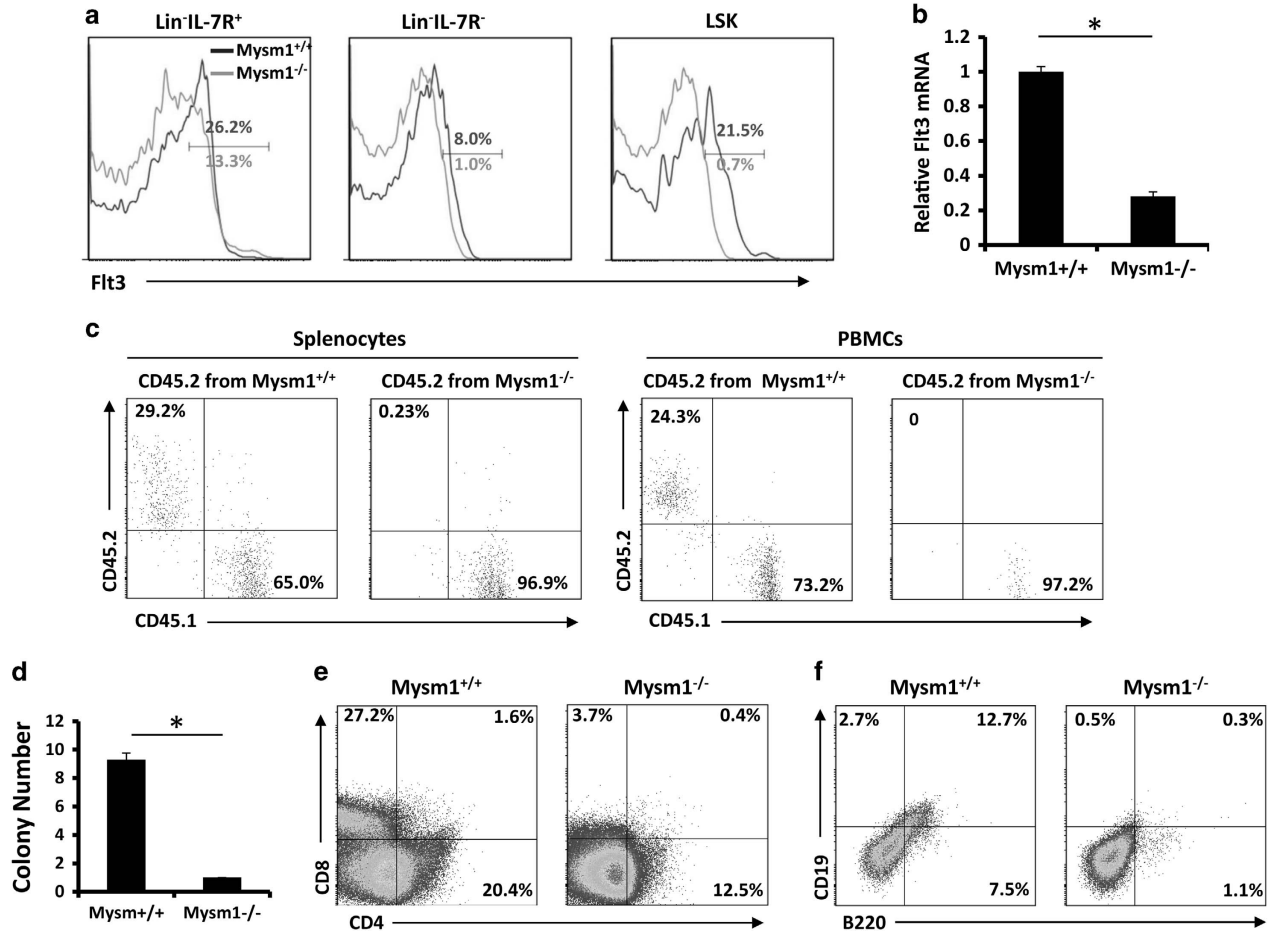 a
Lin⁻IL-7R⁺
Lin⁻IL-7R⁻
LSK
Mysm1⁺/⁺
Mysm1⁻/⁻
26.2%
13.3%
8.0%
1.0%
21.5%
0.7%
Flt3
b
*
Relative Flt3 mRNA
1.2
1
0.8
0.6
0.4
0.2
0
Mysm1+/+
Mysm1-/-
c
Splenocytes
PBMCs
CD45.2 from Mysm1⁺/⁺
CD45.2 from Mysm1⁻/⁻
CD45.2 from Mysm1⁺/⁺
CD45.2 from Mysm1⁻/⁻
29.2%
65.0%
0.23%
96.9%
24.3%
73.2%
0
97.2%
CD45.2
CD45.1
CD45.2
CD45.1
d
*
Colony Number
12
10
8
6
4
2
0
Mysm+/+
Mysm1-/-
e
Mysm1⁺/⁺
Mysm1⁻/⁻
27.2%
1.6%
20.4%
3.7%
0.4%
12.5%
CD8
CD4
f
Mysm1⁺/⁺
Mysm1⁻/⁻
2.7%
12.7%
7.5%
0.5%
0.3%
1.1%
CD19
B220